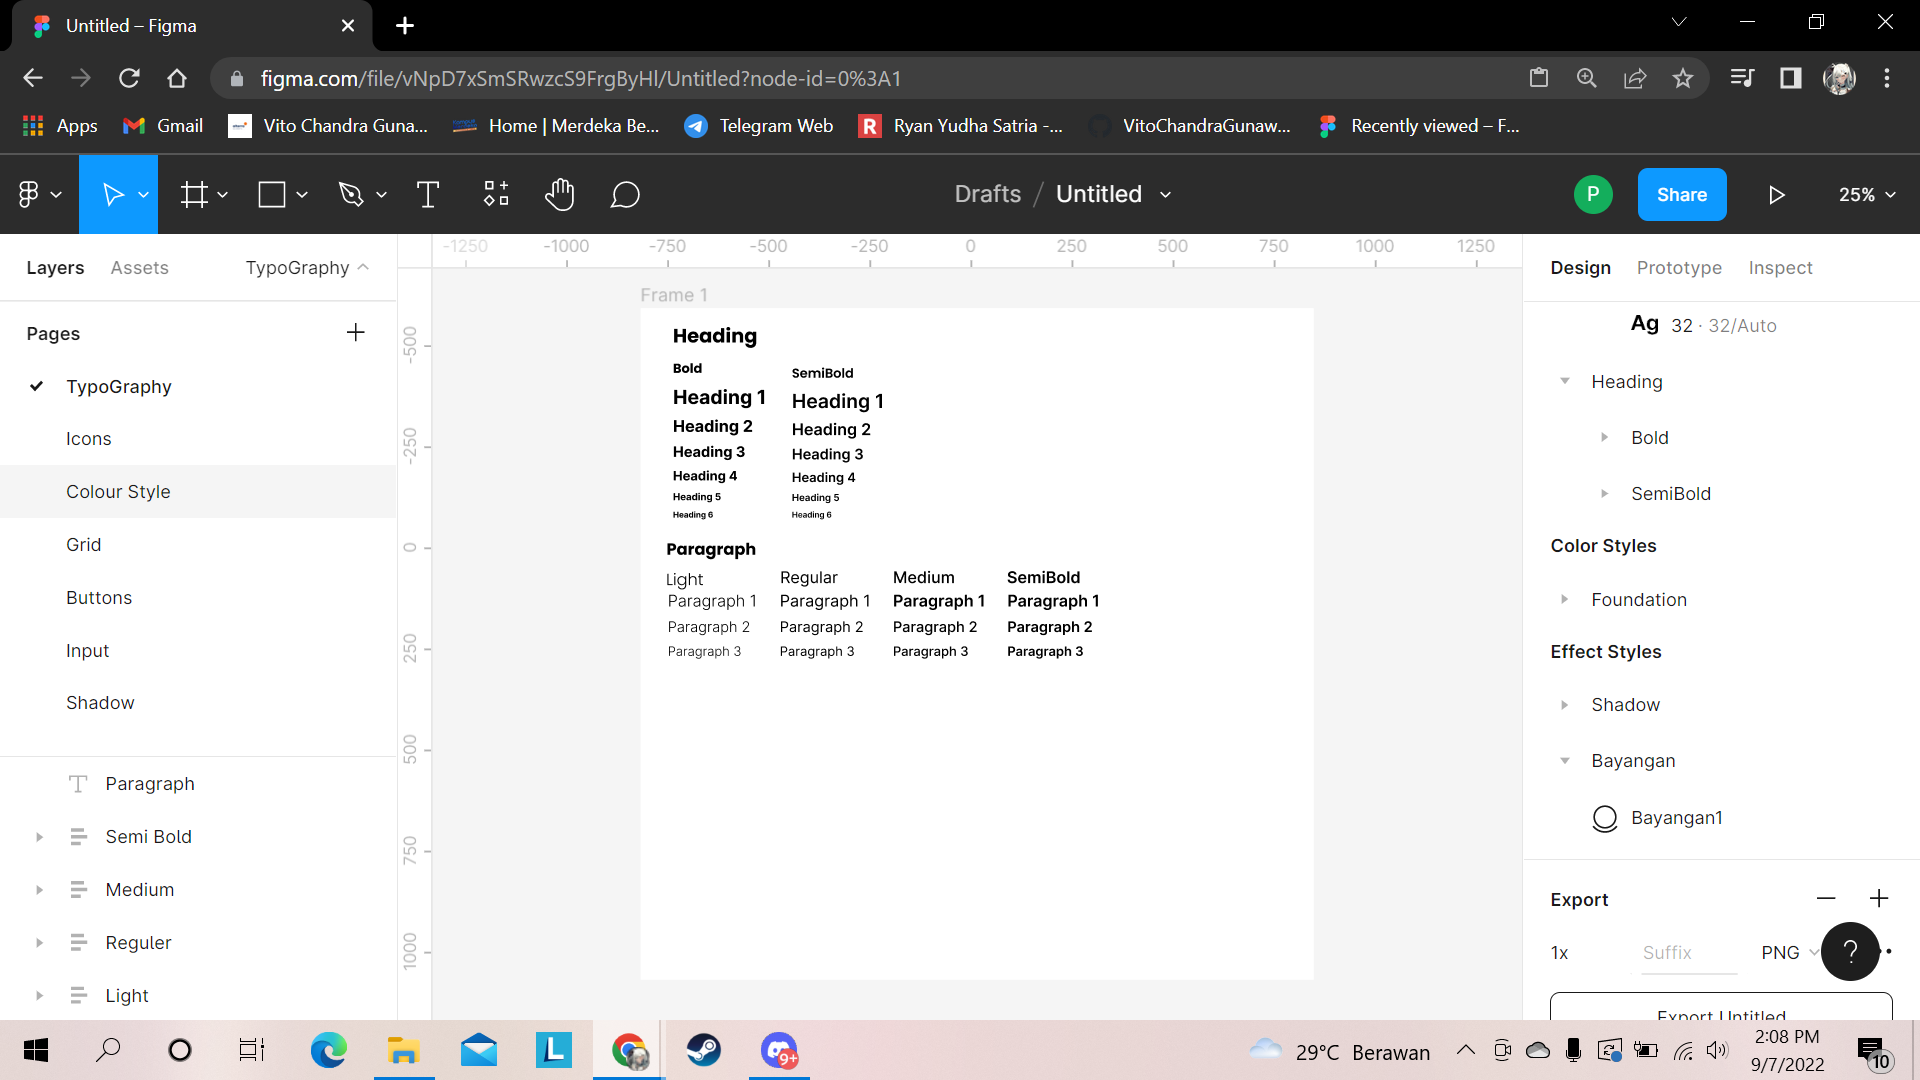 Untitled – Figma
figma.com/file/vNpD7xSmSRwzcS9FrgByHl/Untitled?node-id=0%3A1
Apps Gmail Vito Chandra Guna... Home | Merdeka Be... Telegram Web R Ryan Yudha Satria -... VitoChandraGunaw... Recently viewed – F...
Drafts / Untitled P Share 25%
Layers Assets TypoGraphy
Pages
TypoGraphy
Icons
Colour Style
Grid
Buttons
Input
Shadow
Paragraph
Semi Bold
Medium
Reguler
Light
-1250 -1000 -750 -500 -250 0 250 500 750 1000 1250
-500
-250
0
250
500
750
1000
Frame 1
Heading
Bold
Heading 1
Heading 2
Heading 3
Heading 4
Heading 5
Heading 6
SemiBold
Heading 1
Heading 2
Heading 3
Heading 4
Heading 5
Heading 6
Paragraph
Light
Paragraph 1
Paragraph 2
Paragraph 3
Regular
Paragraph 1
Paragraph 2
Paragraph 3
Medium
Paragraph 1
Paragraph 2
Paragraph 3
SemiBold
Paragraph 1
Paragraph 2
Paragraph 3
Design Prototype Inspect
Ag 32 · 32/Auto
Heading
Bold
SemiBold
Color Styles
Foundation
Effect Styles
Shadow
Bayangan
Bayangan1
Export
1x Suffix PNG ?
Export Untitled
L 9+ 29°C Berawan
2:08 PM
9/7/2022
10